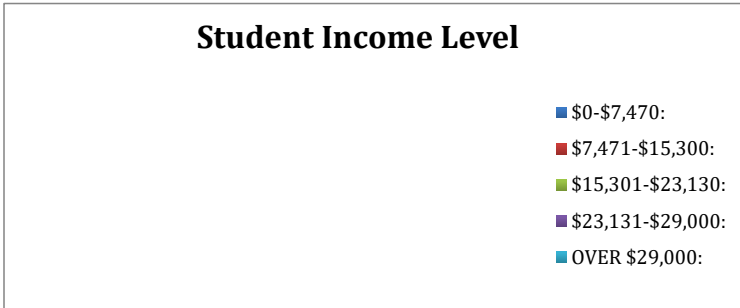 Student Income Level
$0-$7,470:
$7,471-$15,300:
$15,301-$23,130:
$23,131-$29,000:
OVER $29,000: